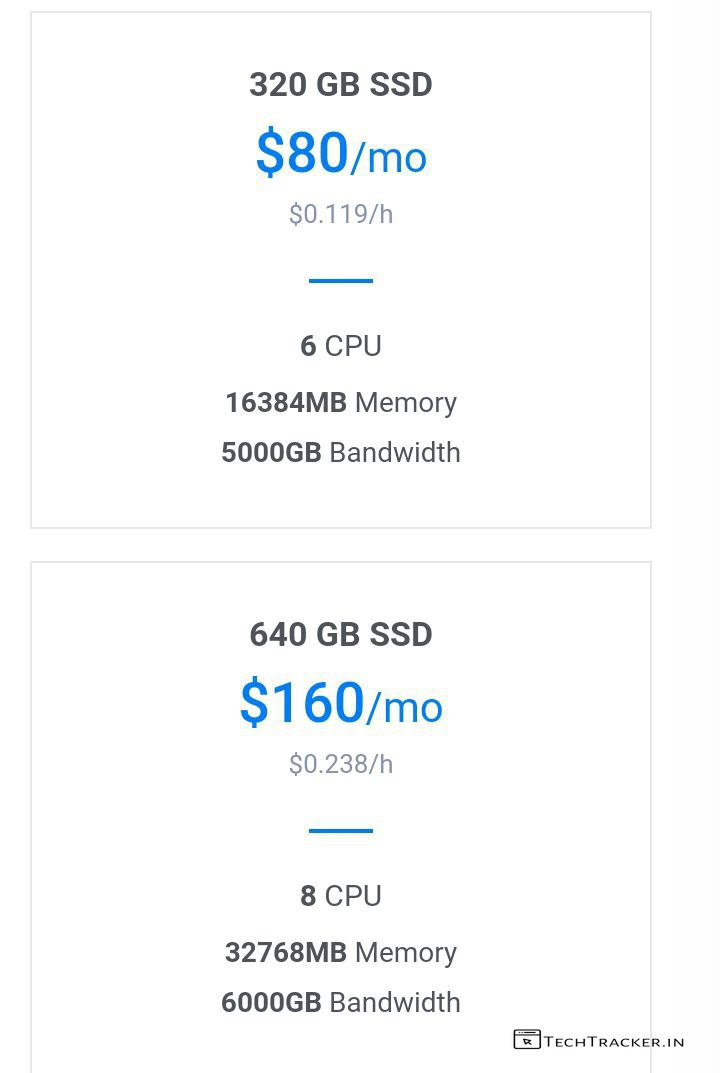 320 GB SSD
$80/mo
$0.119/h
6 CPU
16384MB Memory
5000GB Bandwidth
640 GB SSD
$160/mo
$0.238/h
8 CPU
32768MB Memory
6000GB Bandwidth
TECHTRACKER.IN